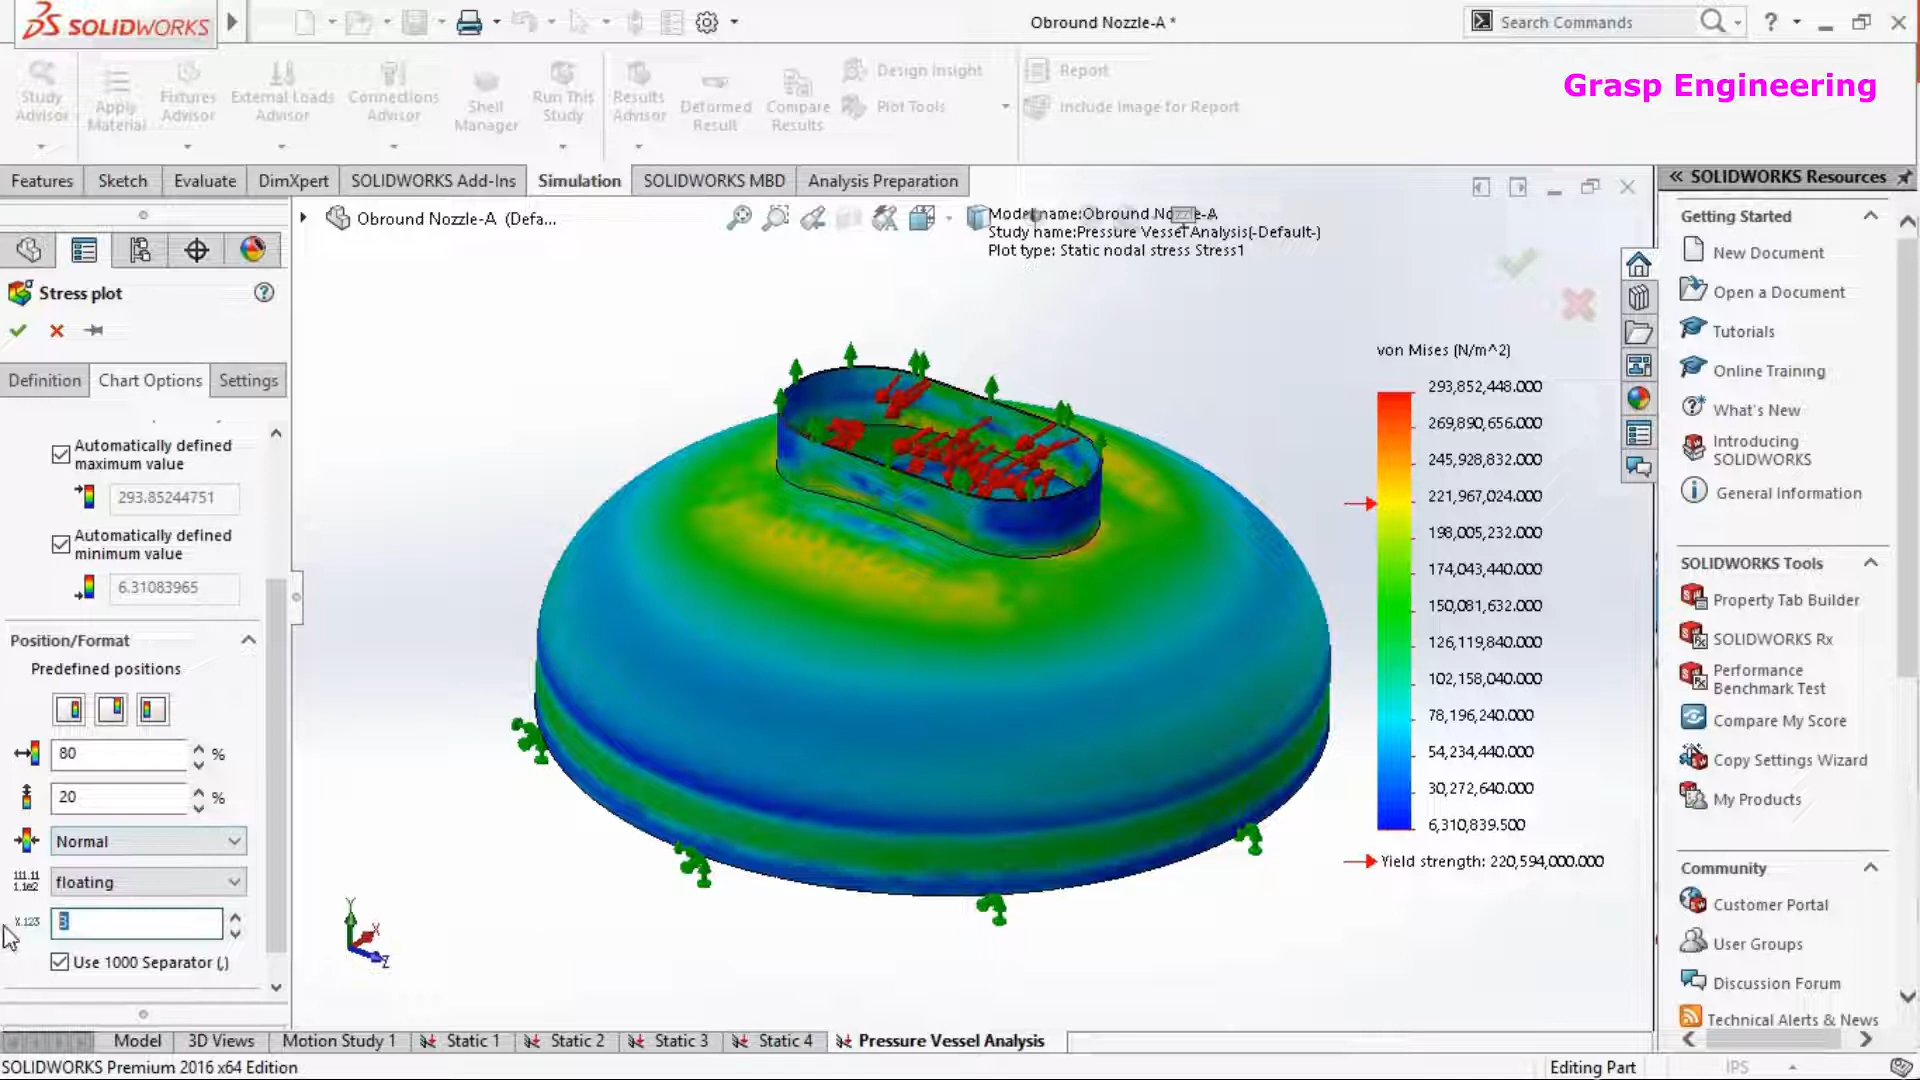 SOLIDWORKS
Obround Nozzle-A *
Search Commands
?
Study
Advisor
Apply
Material
Fixtures
Advisor
External Loads
Advisor
Connections
Advisor
Shell
Manager
Run This
Study
Results
Advisor
Deformed
Result
Compare
Results
Design Insight
Plot Tools
Report
Include Image for Report
Grasp Engineering
Features
Sketch
Evaluate
DimXpert
SOLIDWORKS Add-Ins
Simulation
SOLIDWORKS MBD
Analysis Preparation
Obround Nozzle-A (Defa...
Stress plot
Definition
Chart Options
Settings
Automatically defined
maximum value
293.85244751
Automatically defined
minimum value
6.31083965
Position/Format
Predefined positions
80
%
20
%
Normal
111.11
1.1e2
floating
x.123
3
Use 1000 Separator (,)
Model name:Obround Nozzle-A
Study name:Pressure Vessel Analysis(-Default-)
Plot type: Static nodal stress Stress1
von Mises (N/m^2)
293,852,448.000
269,890,656.000
245,928,832.000
221,967,024.000
198,005,232.000
174,043,440.000
150,081,632.000
126,119,840.000
102,158,040.000
78,196,240.000
54,234,440.000
30,272,640.000
6,310,839.500
Yield strength: 220,594,000.000
Y
X
Z
SOLIDWORKS Resources
Getting Started
New Document
Open a Document
Tutorials
Online Training
What's New
Introducing
SOLIDWORKS
General Information
SOLIDWORKS Tools
Property Tab Builder
SOLIDWORKS Rx
Performance
Benchmark Test
Compare My Score
Copy Settings Wizard
My Products
Community
Customer Portal
User Groups
Discussion Forum
Technical Alerts & News
Model
3D Views
Motion Study 1
Static 1
Static 2
Static 3
Static 4
Pressure Vessel Analysis
SOLIDWORKS Premium 2016 x64 Edition
Editing Part
IPS